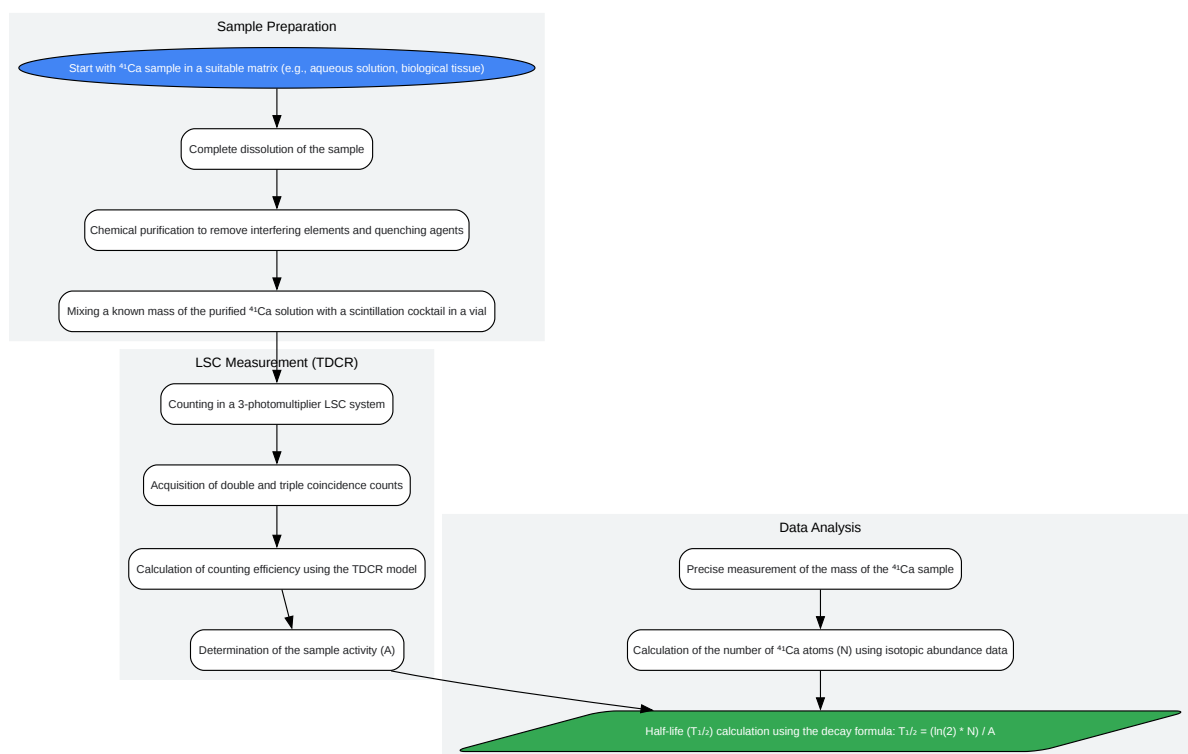 Sample Preparation
Start with ⁴¹Ca sample in a suitable matrix (e.g., aqueous solution, biological tissue)
Complete dissolution of the sample
Chemical purification to remove interfering elements and quenching agents
Mixing a known mass of the purified ⁴¹Ca solution with a scintillation cocktail in a vial
LSC Measurement (TDCR)
Counting in a 3-photomultiplier LSC system
Acquisition of double and triple coincidence counts
Calculation of counting efficiency using the TDCR model
Determination of the sample activity (A)
Data Analysis
Precise measurement of the mass of the ⁴¹Ca sample
Calculation of the number of ⁴¹Ca atoms (N) using isotopic abundance data
Half-life (T₁/₂) calculation using the decay formula: T₁/₂ = (ln(2) * N) / A